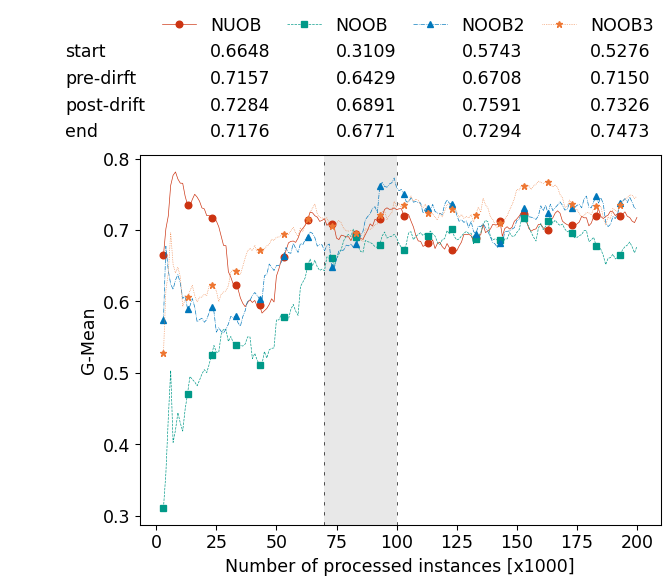 NUOB NOOB NOOB2 NOOB3
start 0.6648 0.3109 0.5743 0.5276
pre-dirft 0.7157 0.6429 0.6708 0.7150
post-drift 0.7284 0.6891 0.7591 0.7326
end 0.7176 0.6771 0.7294 0.7473
0.8
0.7
0.6
0.5
0.4
0.3
G-Mean
0 25 50 75 100 125 150 175 200
Number of processed instances [x1000]